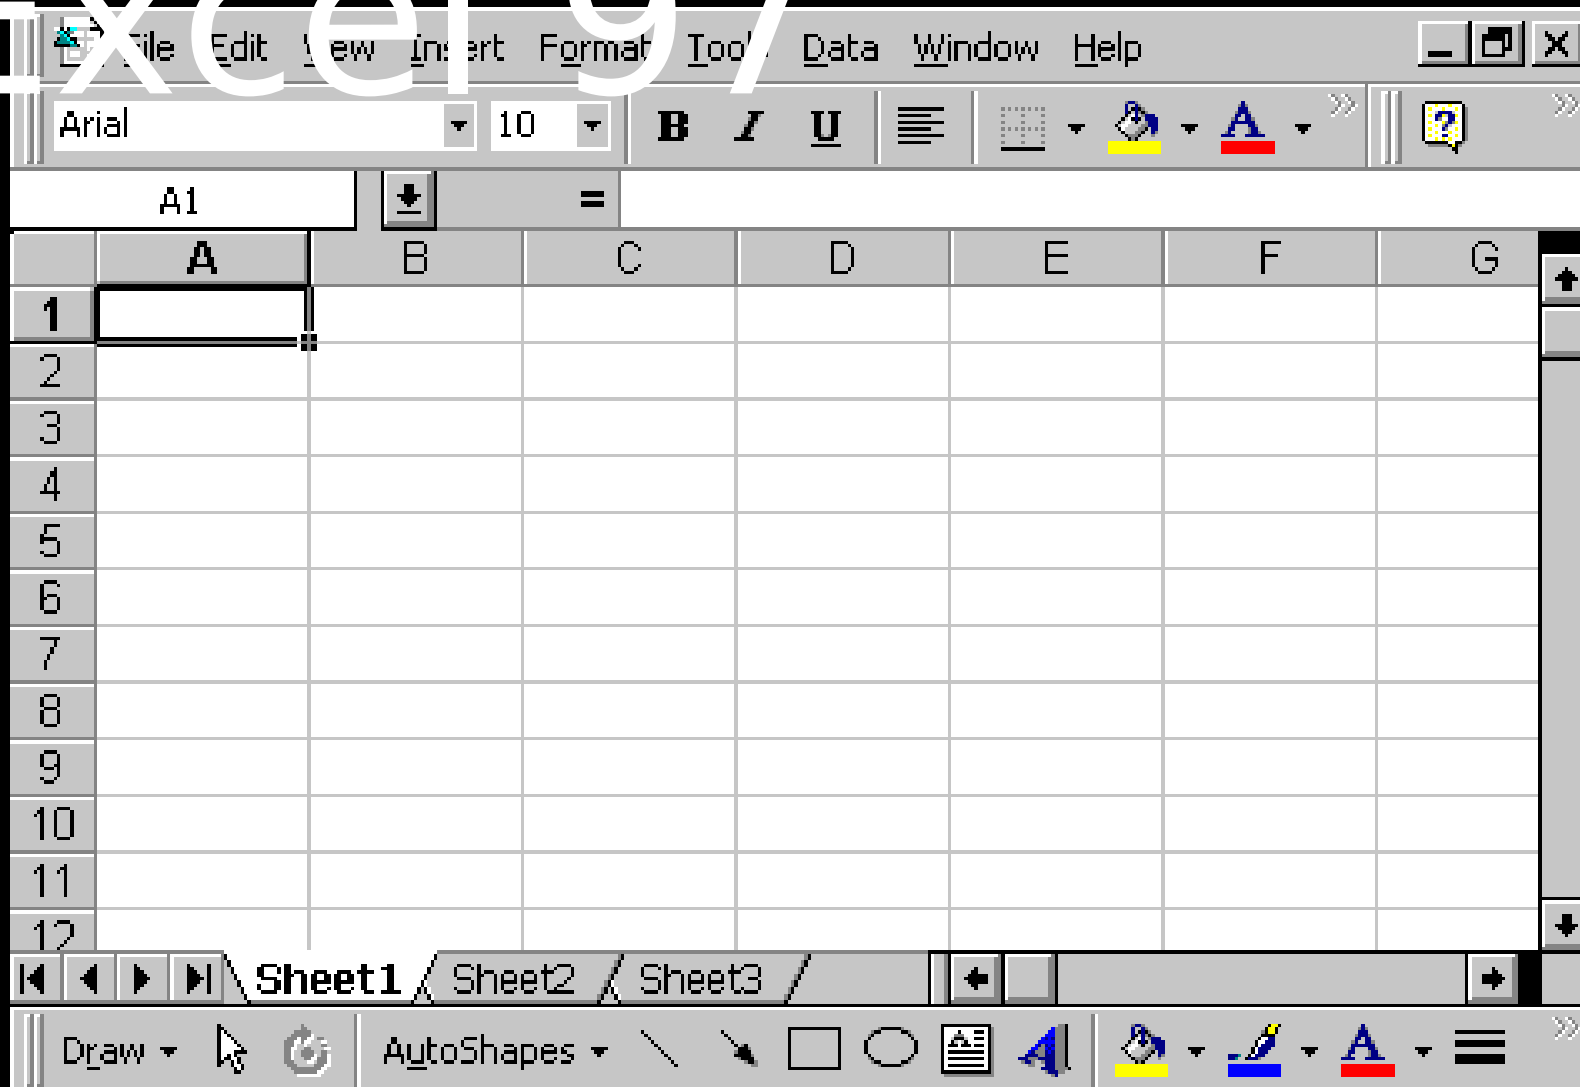 Excel 97
File Edit View Insert Format Tools Data Window Help
Arial 10 B I U A
A1 =
A B C D E F G
1
2
3
4
5
6
7
8
9
10
11
12
Sheet1 Sheet2 Sheet3
Draw AutoShapes A A A